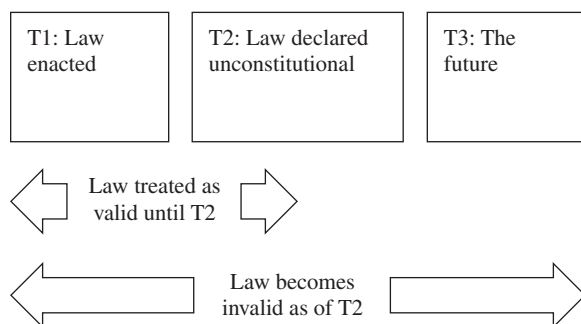 T1: Law
enacted
T2: Law declared
unconstitutional
T3: The
future
Law treated as
valid until T2
Law becomes
invalid as of T2